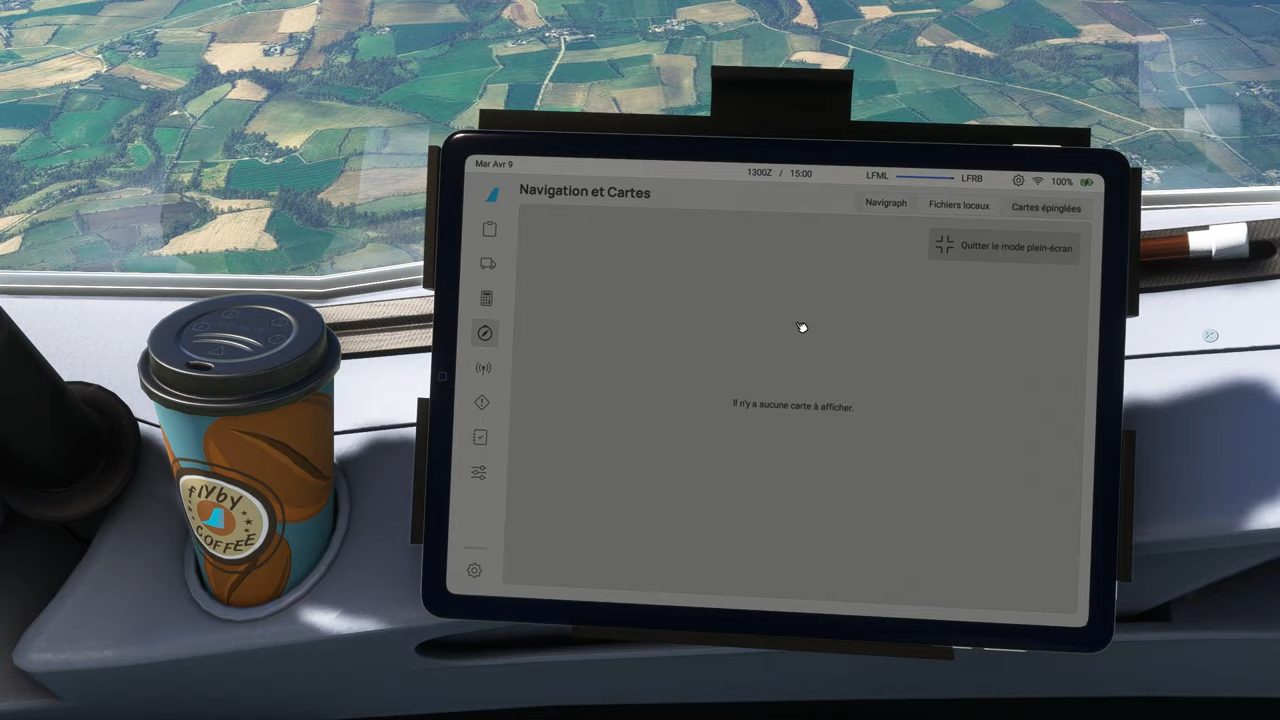 Mar Avr 9
1300Z / 15:00
LFML
LFRB
100%
Navigation et Cartes
Navigraph
Fichiers locaux
Cartes épinglées
Quitter le mode plein-écran
Il n'y a aucune carte à afficher.
flyby
COFFEE